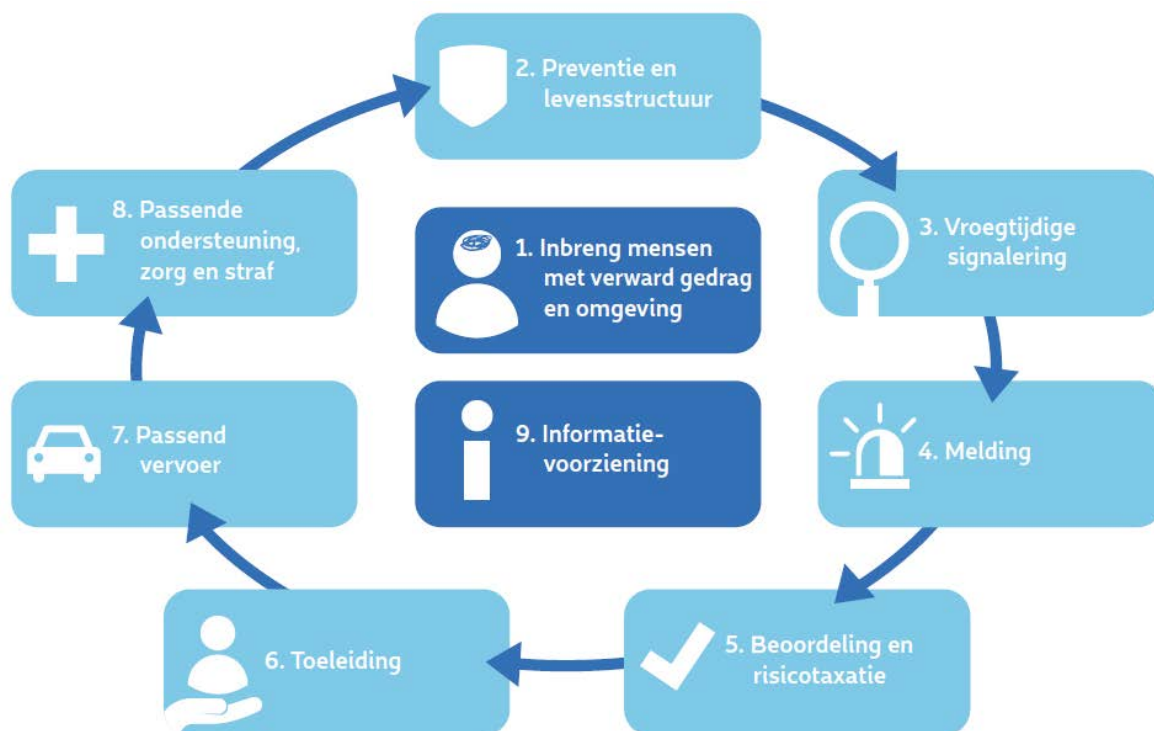 2. Preventie en
levensstructuur
8. Passende
ondersteuning,
zorg en straf
1. Inbreng mensen
met verward gedrag
en omgeving
3. Vroegtijdige
signalering
7. Passend
vervoer
9. Informatie-
voorziening
4. Melding
6. Toeleiding
5. Beoordeling en
risicotaxatie